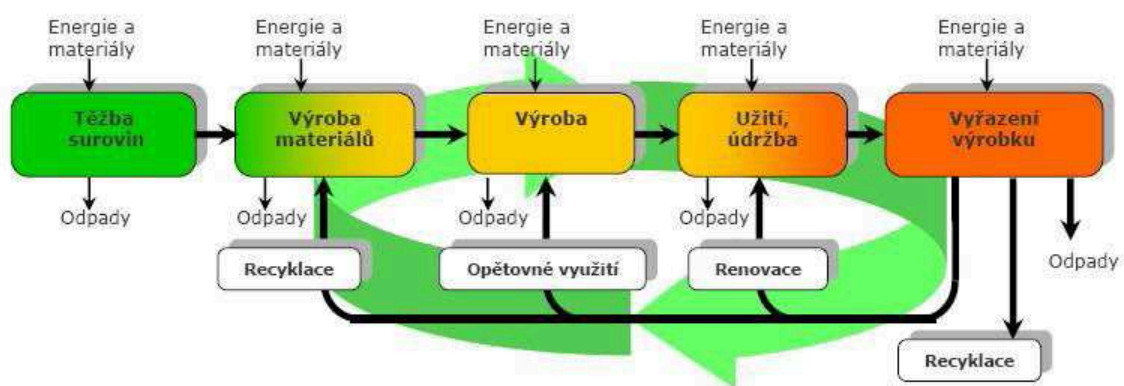 Energie a
materiály
Energie a
materiály
Energie a
materiály
Energie a
materiály
Energie a
materiály
Těžba
surovin
Výroba
materiálů
Výroba
Užití,
údržba
Vyřazení
výrobku
Odpady
Odpady
Odpady
Odpady
Odpady
Recyklace
Opětovné využití
Renovace
Recyklace